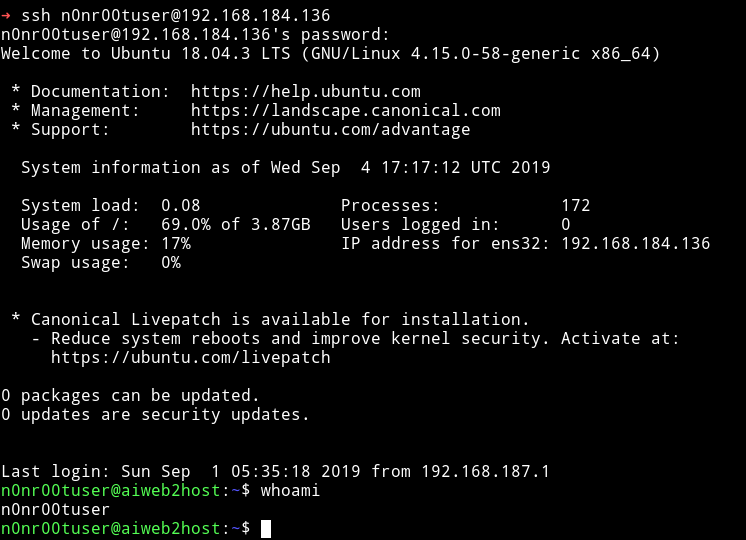 → ssh n0nr00tuser@192.168.184.136
n0nr00tuser@192.168.184.136's password:
Welcome to Ubuntu 18.04.3 LTS (GNU/Linux 4.15.0-58-generic x86_64)
* Documentation:  https://help.ubuntu.com
* Management:     https://landscape.canonical.com
* Support:        https://ubuntu.com/advantage
System information as of Wed Sep  4 17:17:12 UTC 2019
System load:  0.08              Processes:            172
Usage of /:   69.0% of 3.87GB   Users logged in:      0
Memory usage: 17%               IP address for ens32: 192.168.184.136
Swap usage:   0%
* Canonical Livepatch is available for installation.
- Reduce system reboots and improve kernel security. Activate at:
https://ubuntu.com/livepatch
0 packages can be updated.
0 updates are security updates.
Last login: Sun Sep  1 05:35:18 2019 from 192.168.187.1
n0nr00tuser@aiweb2host:~$ whoami
n0nr00tuser
n0nr00tuser@aiweb2host:~$